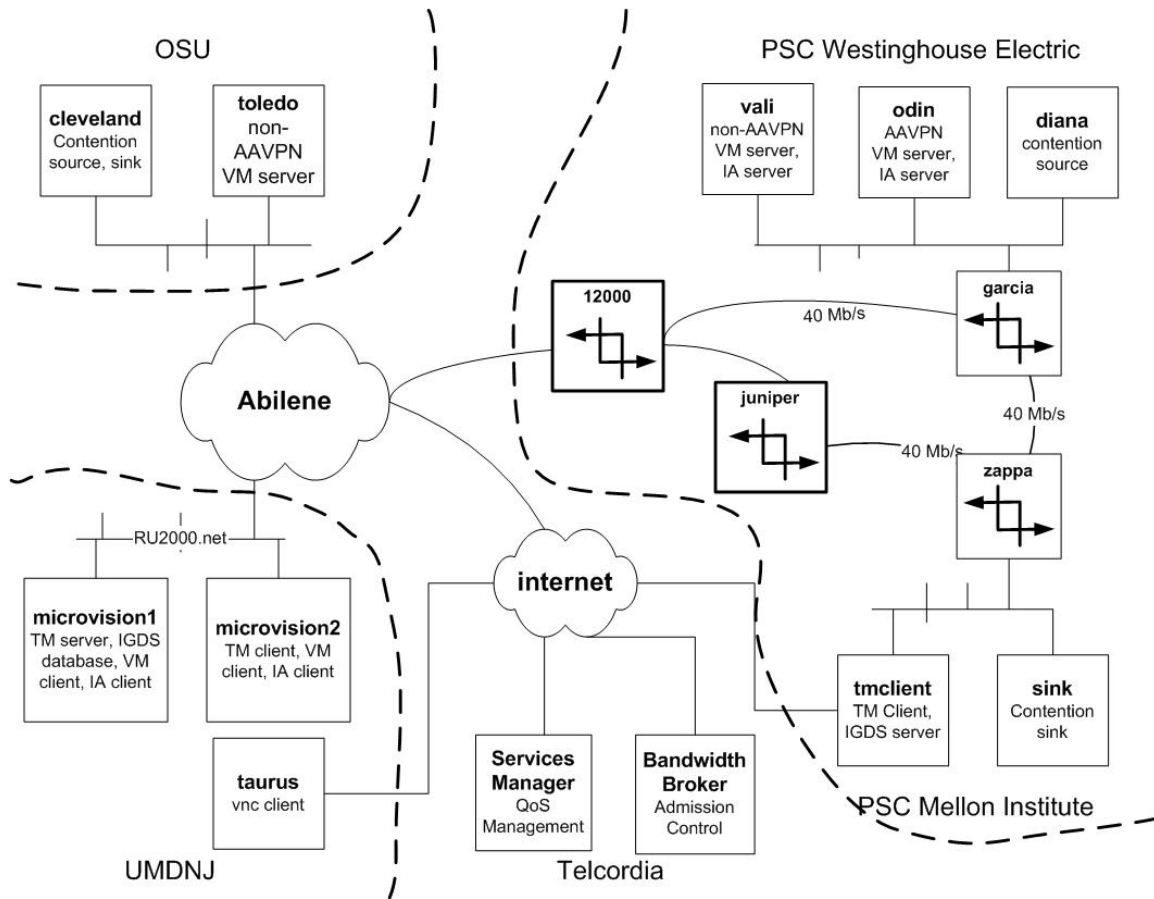 OSU
PSC Westinghouse Electric
cleveland
Contention
source, sink
toledo
non-
AAVPN
VM server
vali
non-AAVPN
VM server,
IA server
odin
AAVPN
VM server,
IA server
diana
contention
source
12000
garcia
40 Mb/s
Abilene
juniper
40 Mb/s
40 Mb/s
zappa
RU2000.net
internet
microvision1
TM server, IGDS
database, VM
client, IA client
microvision2
TM client, VM
client, IA client
tmclient
TM Client,
IGDS server
sink
Contention
sink
taurus
vnc client
Services
Manager
QoS
Management
Bandwidth
Broker
Admission
Control
PSC Mellon Institute
UMDNJ
Telcordia